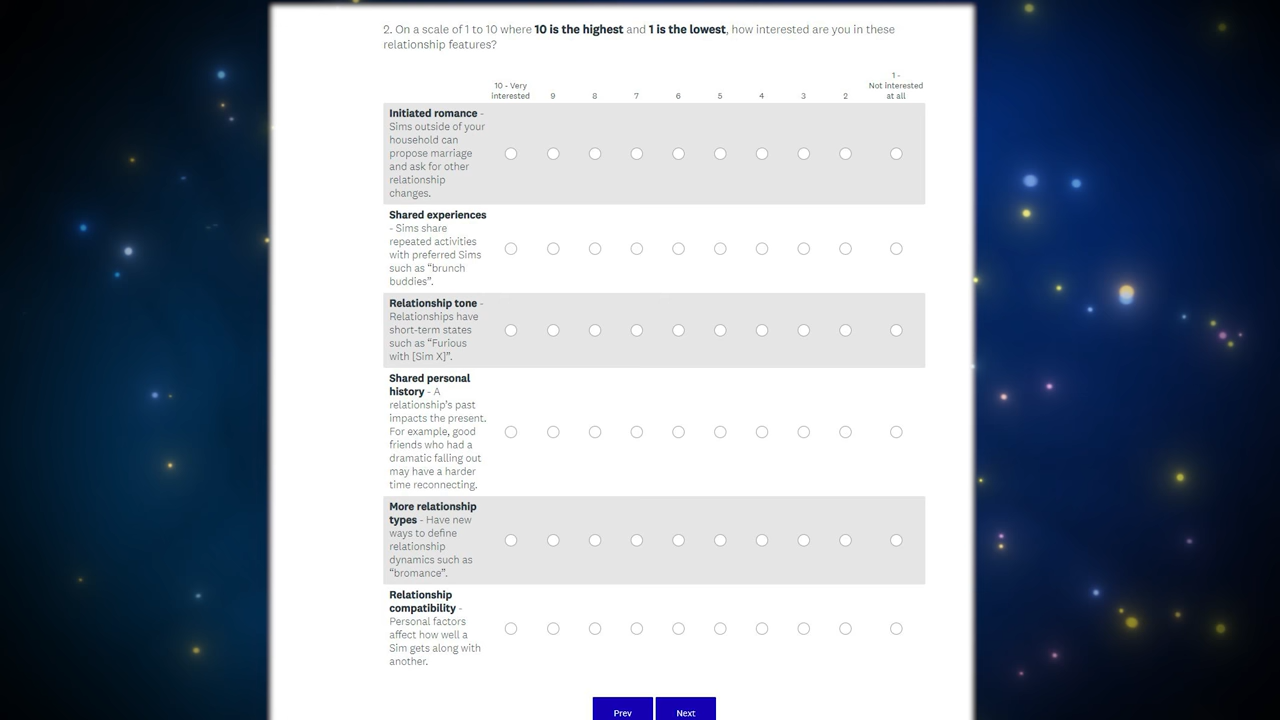 2. On a scale of 1 to 10 where 10 is the highest and 1 is the lowest, how interested are you in these
relationship features?
1 -
10 - Very Not interested
interested 9 8 7 6 5 4 3 2 at all
Initiated romance -
Sims outside of your
household can
propose marriage
and ask for other
relationship
changes.
Shared experiences
- Sims share
repeated activities
with preferred Sims
such as “brunch
buddies”.
Relationship tone -
Relationships have
short-term states
such as “Furious
with [Sim X]”.
Shared personal
history - A
relationship’s past
impacts the present.
For example, good
friends who had a
dramatic falling out
may have a harder
time reconnecting.
More relationship
types - Have new
ways to define
relationship
dynamics such as
“bromance”.
Relationship
compatibility -
Personal factors
affect how well a
Sim gets along with
another.
Prev Next